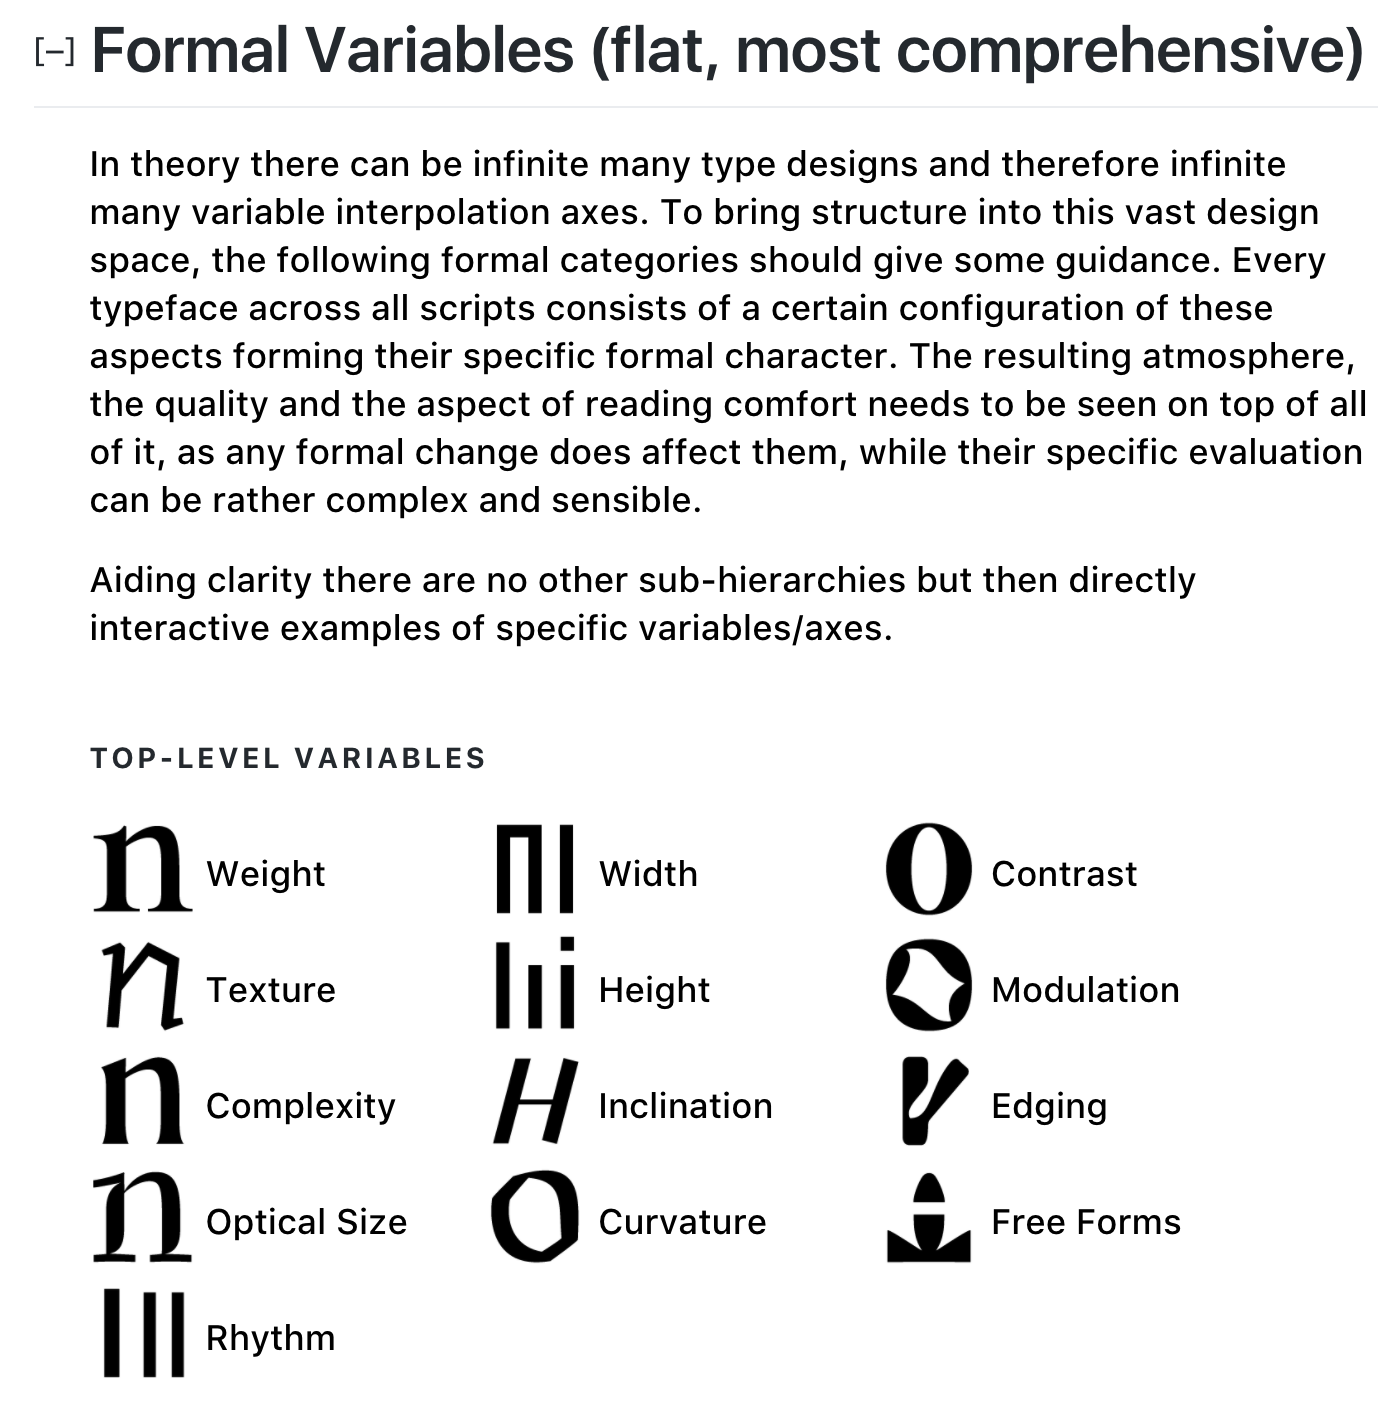 [–] Formal Variables (flat, most comprehensive)
In theory there can be infinite many type designs and therefore infinite
many variable interpolation axes. To bring structure into this vast design
space, the following formal categories should give some guidance. Every
typeface across all scripts consists of a certain configuration of these
aspects forming their specific formal character. The resulting atmosphere,
the quality and the aspect of reading comfort needs to be seen on top of all
of it, as any formal change does affect them, while their specific evaluation
can be rather complex and sensible.
Aiding clarity there are no other sub-hierarchies but then directly
interactive examples of specific variables/axes.
TOP-LEVEL VARIABLES
n Weight
Width
O Contrast
n Texture
Height
Modulation
n Complexity
H Inclination
Edging
n Optical Size
O Curvature
Free Forms
Rhythm